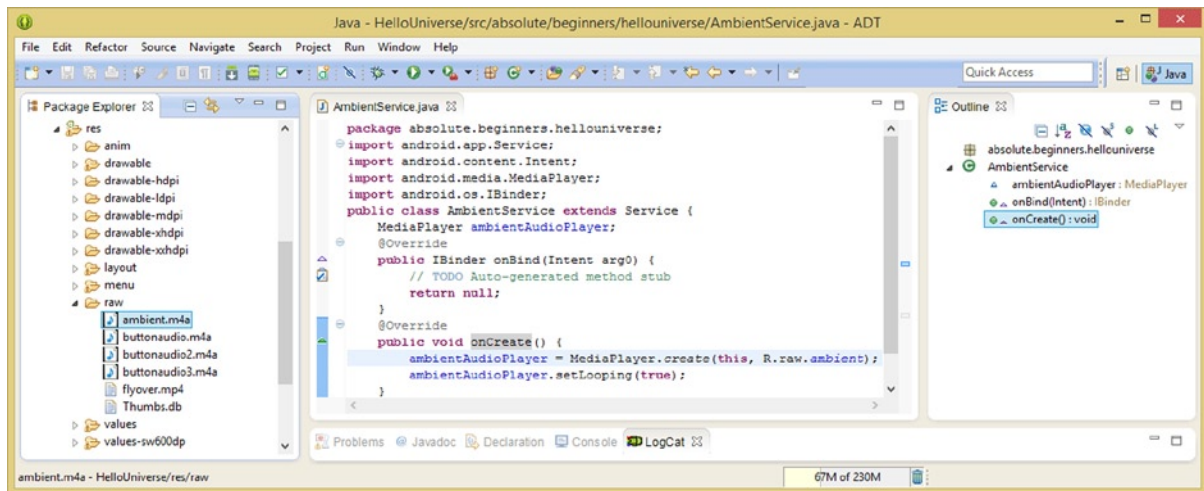 Java - HelloUniverse/src/absolute/beginners/hellouniverse/AmbientService.java - ADT
File Edit Refactor Source Navigate Search Project Run Window Help
Quick Access
Java
Package Explorer
res
anim
drawable
drawable-hdpi
drawable-ldpi
drawable-mdpi
drawable-xhdpi
drawable-xxhdpi
layout
menu
raw
ambient.m4a
buttonaudio.m4a
buttonaudio2.m4a
buttonaudio3.m4a
flyover.mp4
Thumbs.db
values
values-sw600dp
AmbientService.java
package absolute.beginners.hellouniverse;
import android.app.Service;
import android.content.Intent;
import android.media.MediaPlayer;
import android.os.IBinder;
public class AmbientService extends Service {
MediaPlayer ambientAudioPlayer;
@Override
public IBinder onBind(Intent arg0) {
// TODO Auto-generated method stub
return null;
}
@Override
public void onCreate() {
ambientAudioPlayer = MediaPlayer.create(this, R.raw.ambient);
ambientAudioPlayer.setLooping(true);
}
Outline
absolute.beginners.hellouniverse
AmbientService
ambientAudioPlayer : MediaPlayer
onBind(Intent) : IBinder
onCreate() : void
Problems @ Javadoc Declaration Console LogCat
ambient.m4a - HelloUniverse/res/raw
67M of 230M